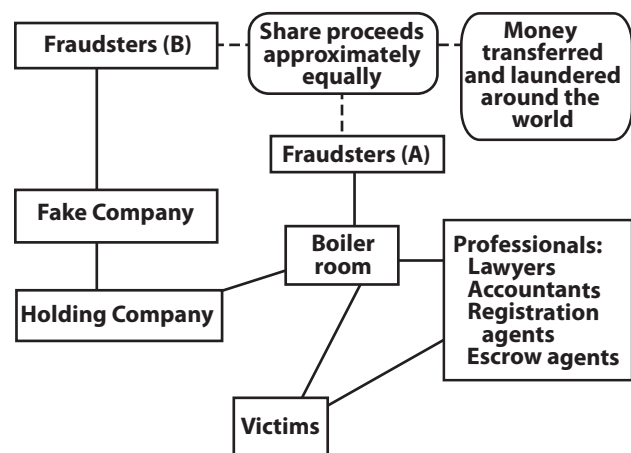 Fraudsters (B)
Share proceeds
approximately
equally
Money
transferred
and laundered
around the
world
Fraudsters (A)
Fake Company
Boiler
room
Professionals:
Lawyers
Accountants
Registration
agents
Escrow agents
Holding Company
Victims